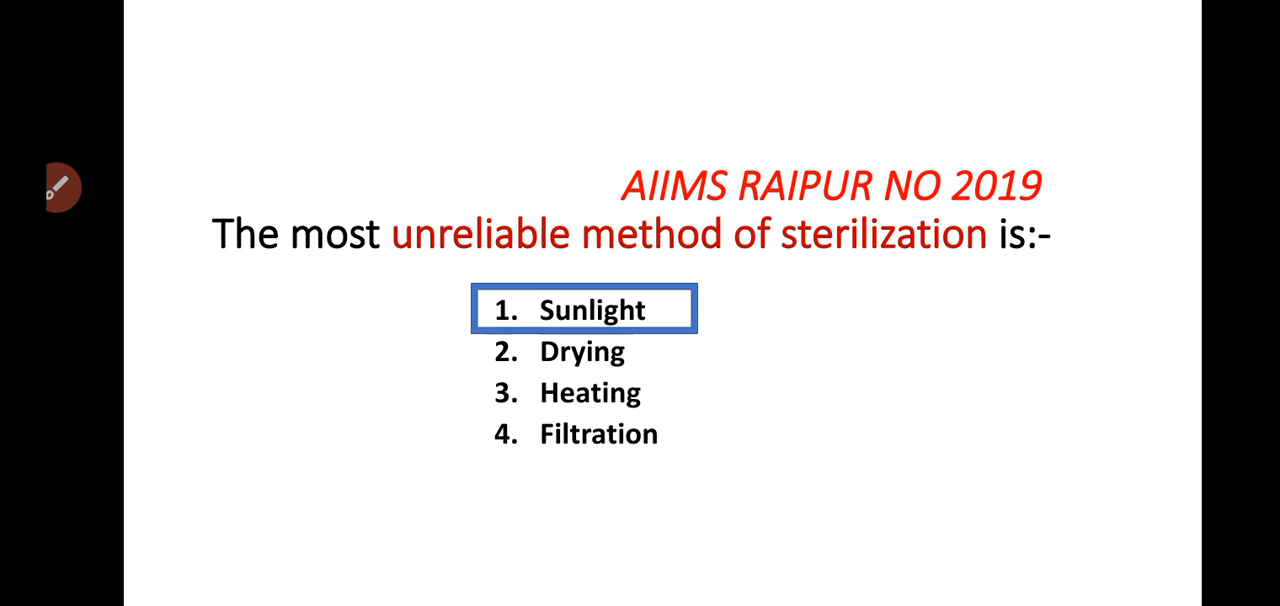 AIIMS RAIPUR NO 2019
The most unreliable method of sterilization is:-
1. Sunlight
2. Drying
3. Heating
4. Filtration